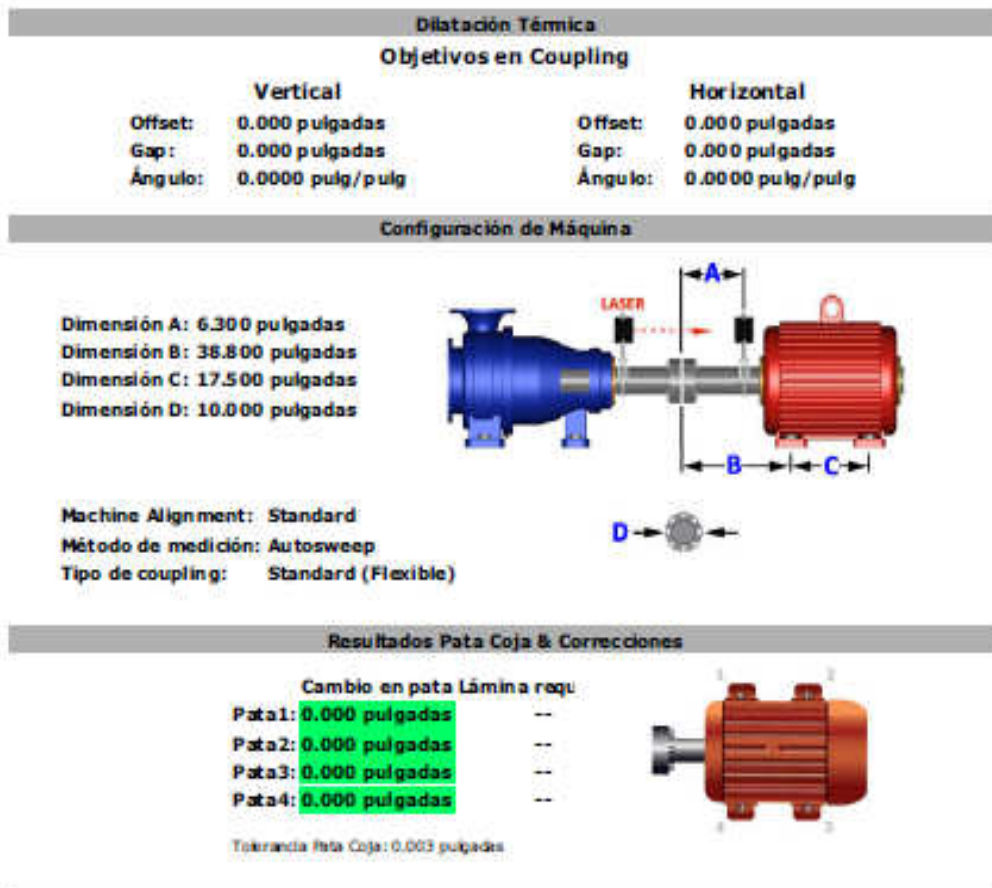 Dilatación Térmica
Objetivos en Coupling
Vertical Horizontal
Offset: 0.000 pulgadas Offset: 0.000 pulgadas
Gap: 0.000 pulgadas Gap: 0.000 pulgadas
Ángulo: 0.0000 pulg/pulg Ángulo: 0.0000 pulg/pulg
Configuración de Máquina
A
LASER
Dimensión A: 6.300 pulgadas
Dimensión B: 38.800 pulgadas
Dimensión C: 17.500 pulgadas
Dimensión D: 10.000 pulgadas
B C
Machine Alignment: Standard
D
Método de medición: Autosweep
Tipo de coupling: Standard (Flexible)
Resultados Pata Coja & Correcciones
Cambio en pata Lámina requ
1 2
Pata1: 0.000 pulgadas --
Pata2: 0.000 pulgadas --
Pata3: 0.000 pulgadas --
Pata4: 0.000 pulgadas --
4 3
Tolerancia Pata Coja: 0.003 pulgadas